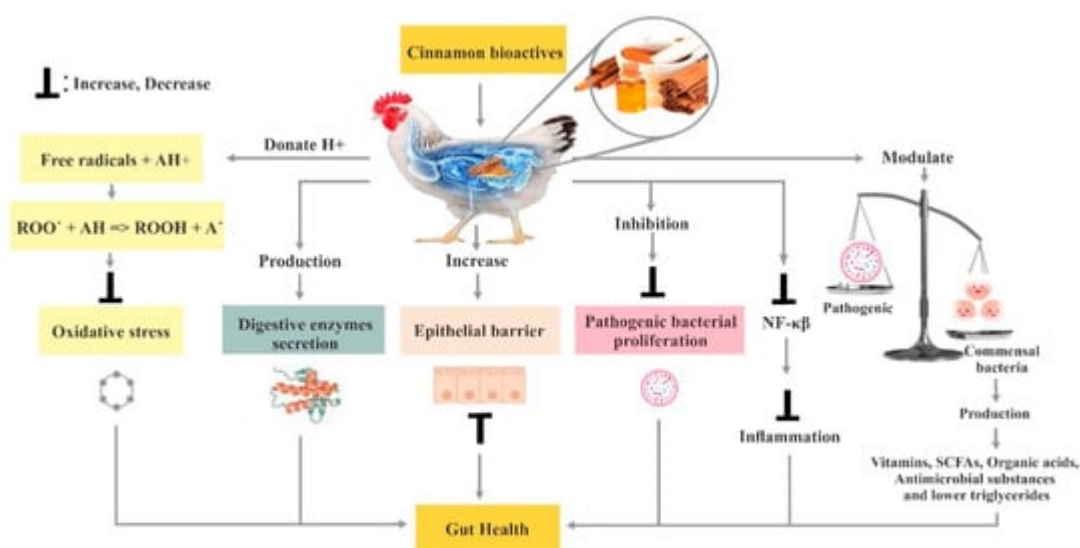 Cinnamon bioactives
: Increase, Decrease
Donate H+
Free radicals + AH+
ROO˙ + AH => ROOH + A˙
Oxidative stress
Production
Digestive enzymes
secretion
Increase
Epithelial barrier
Inhibition
Pathogenic bacterial
proliferation
NF-κβ
Inflammation
Modulate
Pathogenic
Commensal
bacteria
Production
Vitamins, SCFAs, Organic acids,
Antimicrobial substances
and lower triglycerides
Gut Health